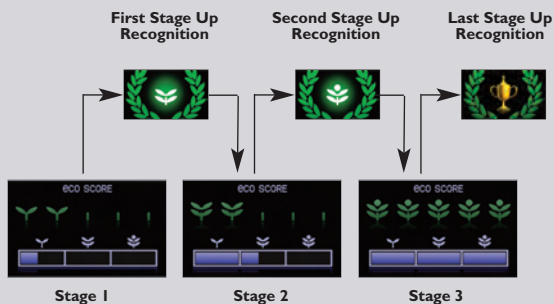 First Stage Up
Recognition
Second Stage Up
Recognition
Last Stage Up
Recognition
eco SCORE
eco SCORE
eco SCORE
Stage 1
Stage 2
Stage 3